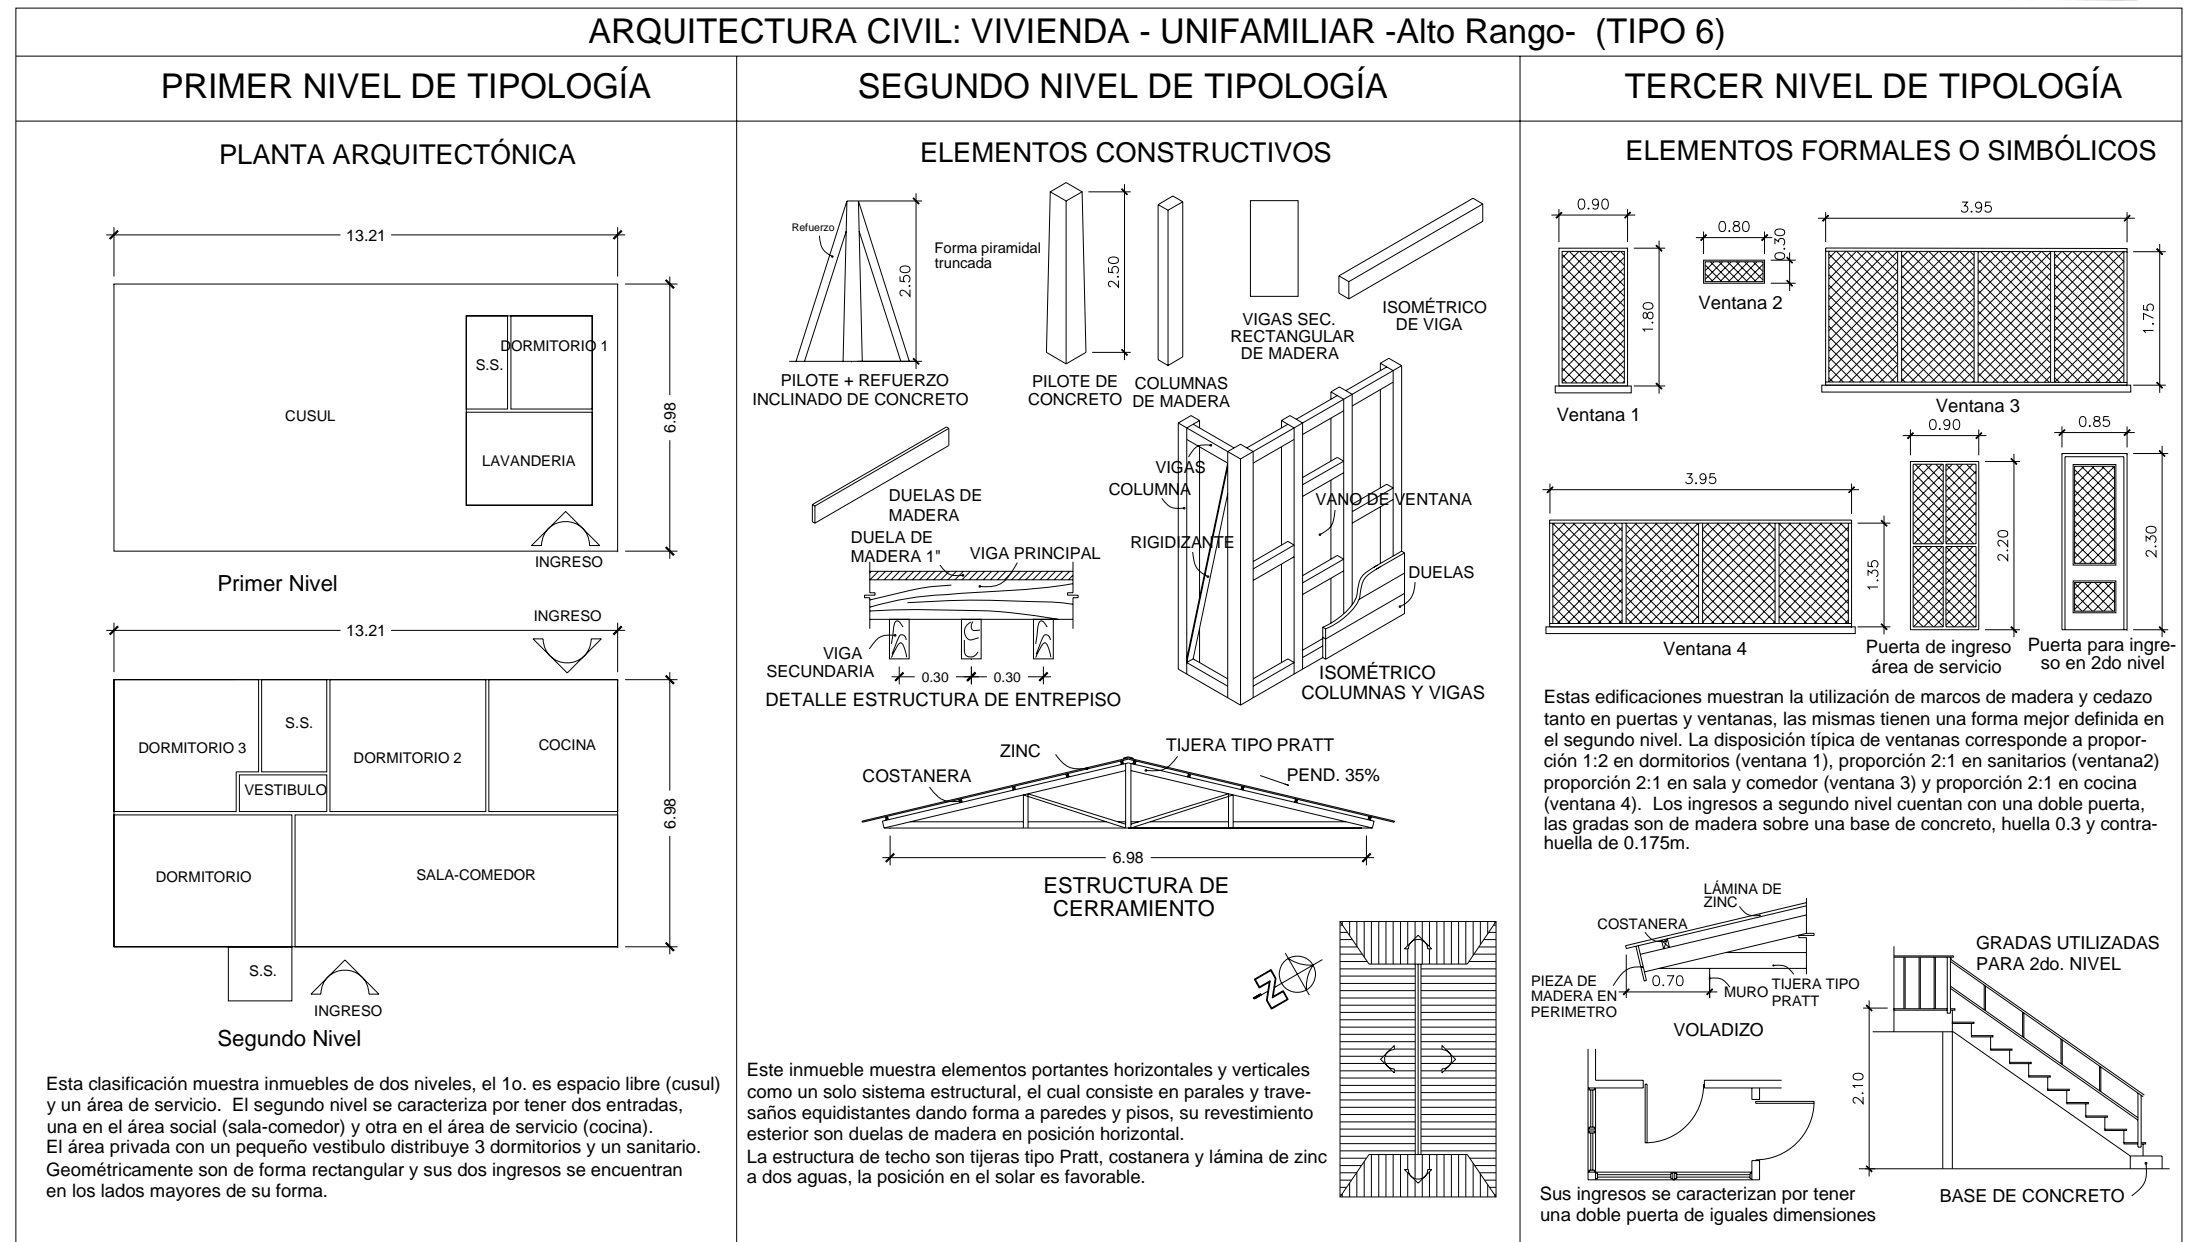 ARQUITECTURA CIVIL: VIVIENDA - UNIFAMILIAR -Alto Rango- (TIPO 6)
PRIMER NIVEL DE TIPOLOGÍA
PLANTA ARQUITECTÓNICA
13.21
6.98
S.S.
DORMITORIO 1
CUSUL
LAVANDERIA
INGRESO
Primer Nivel
INGRESO
13.21
6.98
DORMITORIO 3
S.S.
DORMITORIO 2
COCINA
VESTIBULO
DORMITORIO
SALA-COMEDOR
S.S.
INGRESO
Segundo Nivel
Esta clasificación muestra inmuebles de dos niveles, el 1o. es espacio libre (cusul)
y un área de servicio. El segundo nivel se caracteriza por tener dos entradas,
una en el área social (sala-comedor) y otra en el área de servicio (cocina).
El área privada con un pequeño vestibulo distribuye 3 dormitorios y un sanitario.
Geométricamente son de forma rectangular y sus dos ingresos se encuentran
en los lados mayores de su forma.
SEGUNDO NIVEL DE TIPOLOGÍA
ELEMENTOS CONSTRUCTIVOS
Refuerzo
2.50
Forma piramidal
truncada
2.50
PILOTE + REFUERZO
INCLINADO DE CONCRETO
PILOTE DE
CONCRETO
COLUMNAS
DE MADERA
VIGAS SEC.
RECTANGULAR
DE MADERA
ISOMÉTRICO
DE VIGA
DUELAS DE
MADERA
DUELA DE
MADERA 1"
VIGA PRINCIPAL
VIGA
SECUNDARIA
0.30
0.30
DETALLE ESTRUCTURA DE ENTREPISO
VIGAS
COLUMNA
VANO DE VENTANA
RIGIDIZANTE
DUELAS
ISOMÉTRICO
COLUMNAS Y VIGAS
ZINC
TIJERA TIPO PRATT
COSTANERA
PEND. 35%
6.98
ESTRUCTURA DE
CERRAMIENTO
N
Este inmueble muestra elementos portantes horizontales y verticales
como un solo sistema estructural, el cual consiste en parales y trave-
saños equidistantes dando forma a paredes y pisos, su revestimiento
esterior son duelas de madera en posición horizontal.
La estructura de techo son tijeras tipo Pratt, costanera y lámina de zinc
a dos aguas, la posición en el solar es favorable.
TERCER NIVEL DE TIPOLOGÍA
ELEMENTOS FORMALES O SIMBÓLICOS
0.90
1.80
Ventana 1
0.80
0.30
Ventana 2
3.95
1.75
Ventana 3
3.95
1.35
Ventana 4
0.90
2.20
Puerta de ingreso
área de servicio
0.85
2.30
Puerta para ingre-
so en 2do nivel
Estas edificaciones muestran la utilización de marcos de madera y cedazo
tanto en puertas y ventanas, las mismas tienen una forma mejor definida en
el segundo nivel. La disposición típica de ventanas corresponde a propor-
ción 1:2 en dormitorios (ventana 1), proporción 2:1 en sanitarios (ventana2)
proporción 2:1 en sala y comedor (ventana 3) y proporción 2:1 en cocina
(ventana 4). Los ingresos a segundo nivel cuentan con una doble puerta,
las gradas son de madera sobre una base de concreto, huella 0.3 y contra-
huella de 0.175m.
LÁMINA DE
ZINC
COSTANERA
PIEZA DE
MADERA EN
PERIMETRO
0.70
MURO
TIJERA TIPO
PRATT
VOLADIZO
GRADAS UTILIZADAS
PARA 2do. NIVEL
2.10
BASE DE CONCRETO
Sus ingresos se caracterizan por tener
una doble puerta de iguales dimensiones